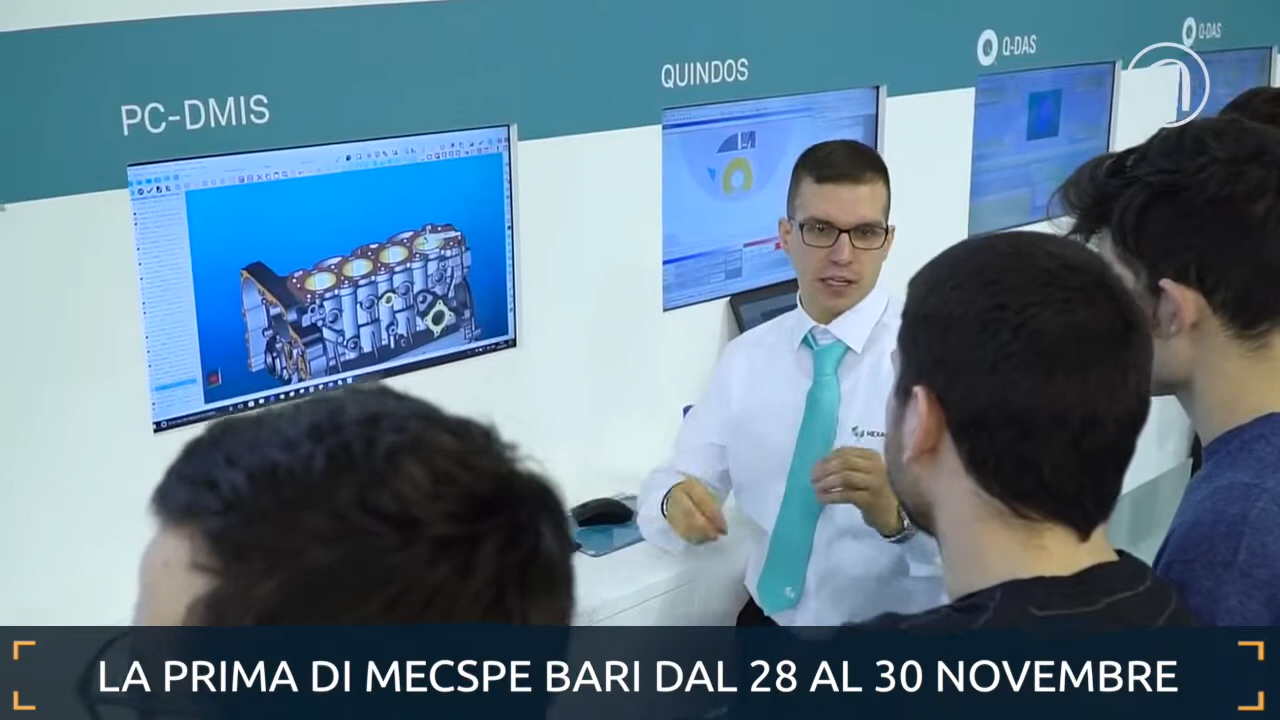 PC-DMIS
QUINDOS
Q-DAS
Q-DAS
LA PRIMA DI MECSPE BARI DAL 28 AL 30 NOVEMBRE